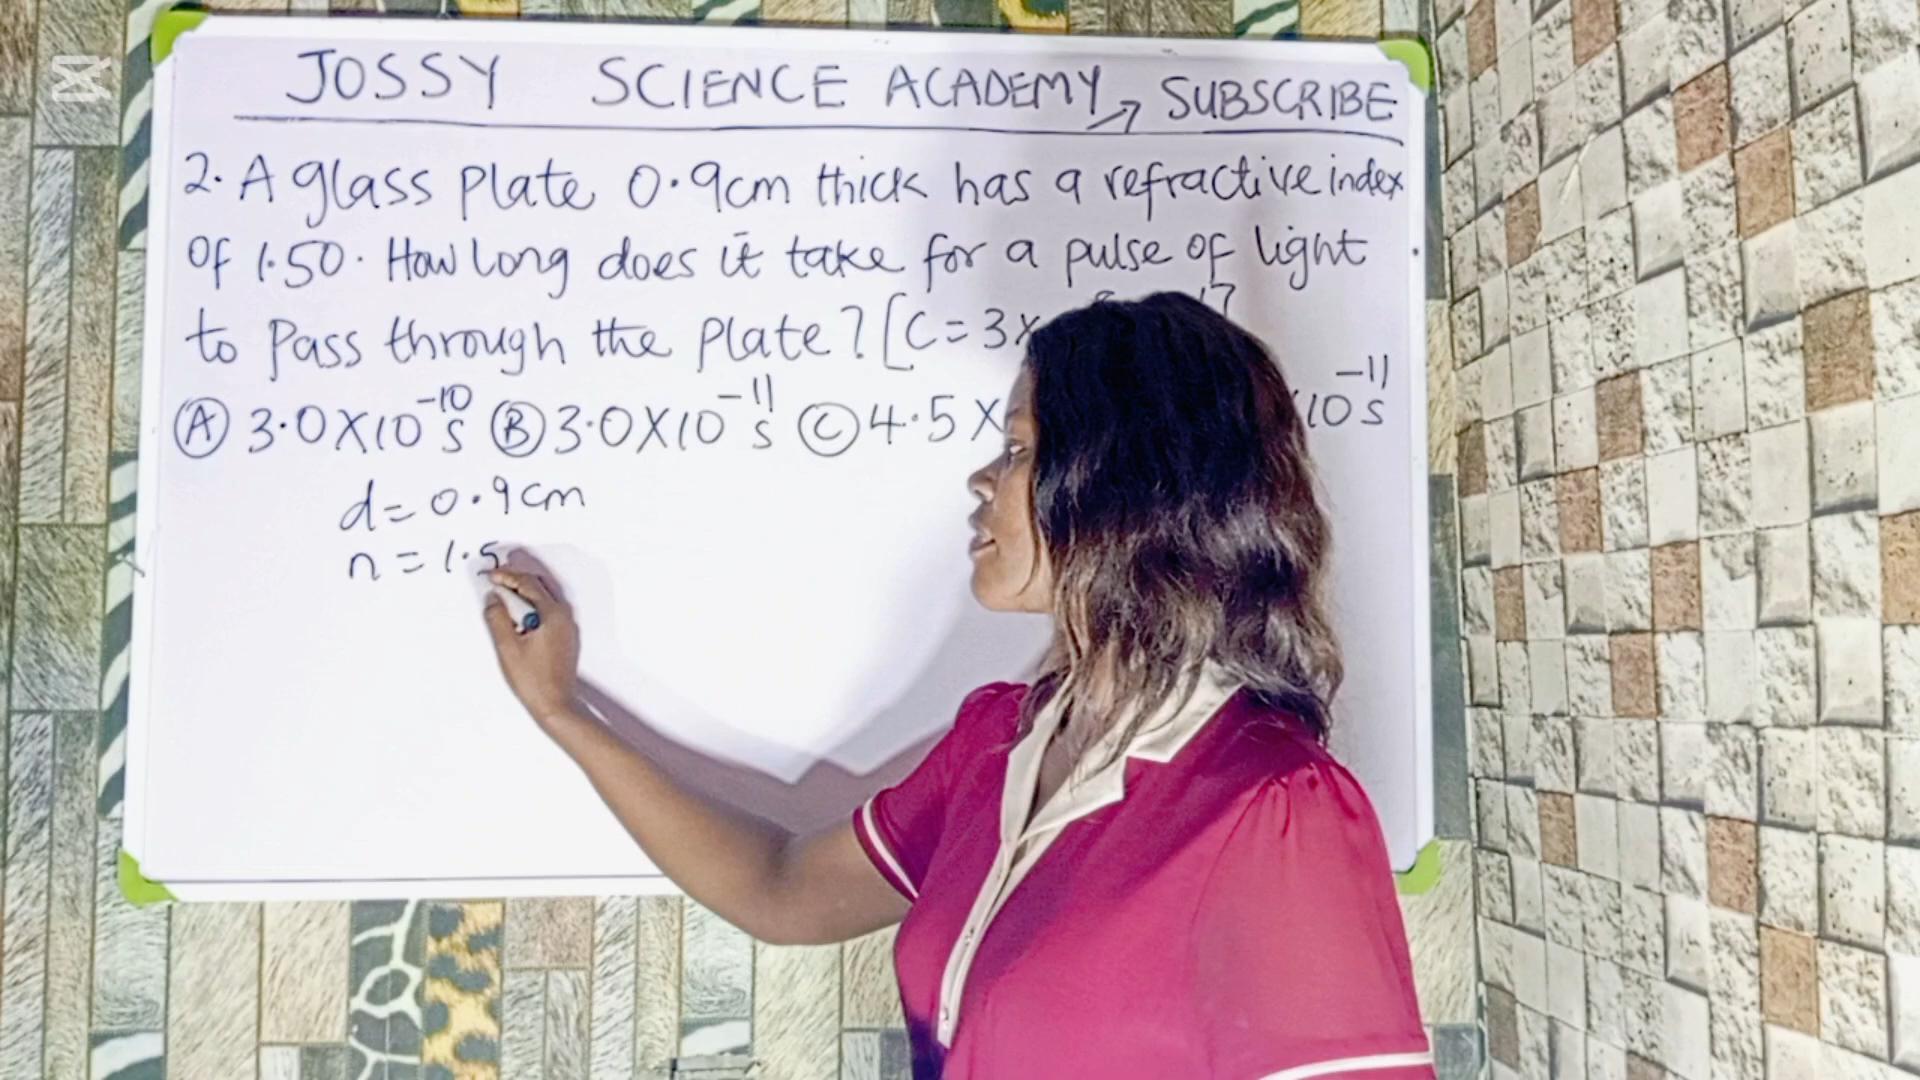 JOSSY SCIENCE ACADEMY → SUBSCRIBE
2. A glass plate 0.9cm thick has a refractive index
of 1.50. How long does it take for a pulse of light
to pass through the plate? [C = 3X
(A) 3.0X10⁻¹⁰s (B) 3.0X10⁻¹¹s (C) 4.5X 10⁻¹¹s
d = 0.9cm
n = 1.5